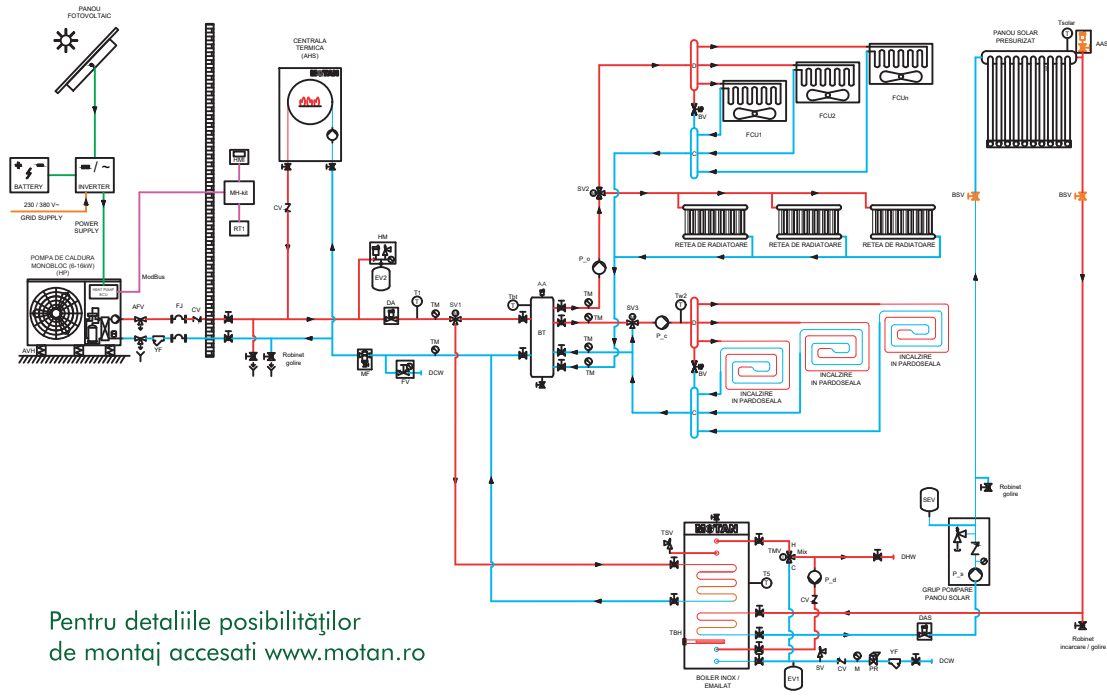 PANOU
FOTOVOLTAIC
CENTRALA
TERMICA
(AHS)
MOTAN
BATTERY
INVERTER
230 / 380 V~
GRID SUPPLY
POWER
SUPPLY
HMI
MH-kit
RT1
ModBus
POMPA DE CALDURA
MONOBLOC (6-16kW)
(HP)
HEAT PUMP
ECU
AVH
AFV
FJ
CV
YF
CV
Robinet
golire
HM
EV2
DA
T1
TM
SV1
MF
FV
TM
DCW
Tbt
AA
BT
TM
TM
TM
TM
P_o
SV2
SV3
P_c
Tw2
D
BV
C
FCU1
FCU2
FCUn
RETEA DE RADIATOARE
RETEA DE RADIATOARE
RETEA DE RADIATOARE
D
BV
C
INCALZIRE
IN PARDOSEALA
INCALZIRE
IN PARDOSEALA
INCALZIRE
IN PARDOSEALA
PANOU SOLAR
PRESURIZAT
Tsolar
T
AAS
BSV
BSV
Robinet
golire
SEV
P_s
GRUP POMPARE
PANOU SOLAR
DAS
Robinet
incarcare / golire
MOTAN
TSV
TBH
T5
T
TMV
H
Mix
C
P_d
CV
DHW
EV1
SV
CV
M
PR
YF
DCW
BOILER INOX /
EMAILAT
Pentru detaliile posibilităţilor
de montaj accesati www.motan.ro